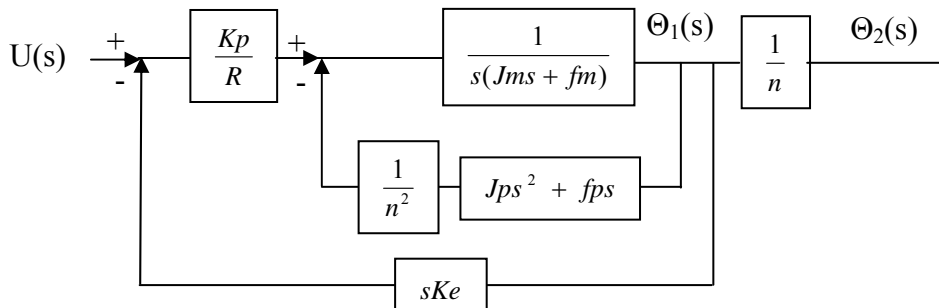 U(s)
+
-
Kp
R
+
-
1
s(Jms + fm)
Θ₁(s)
1
n
Θ₂(s)
1
n²
Jps² + fps
sKe